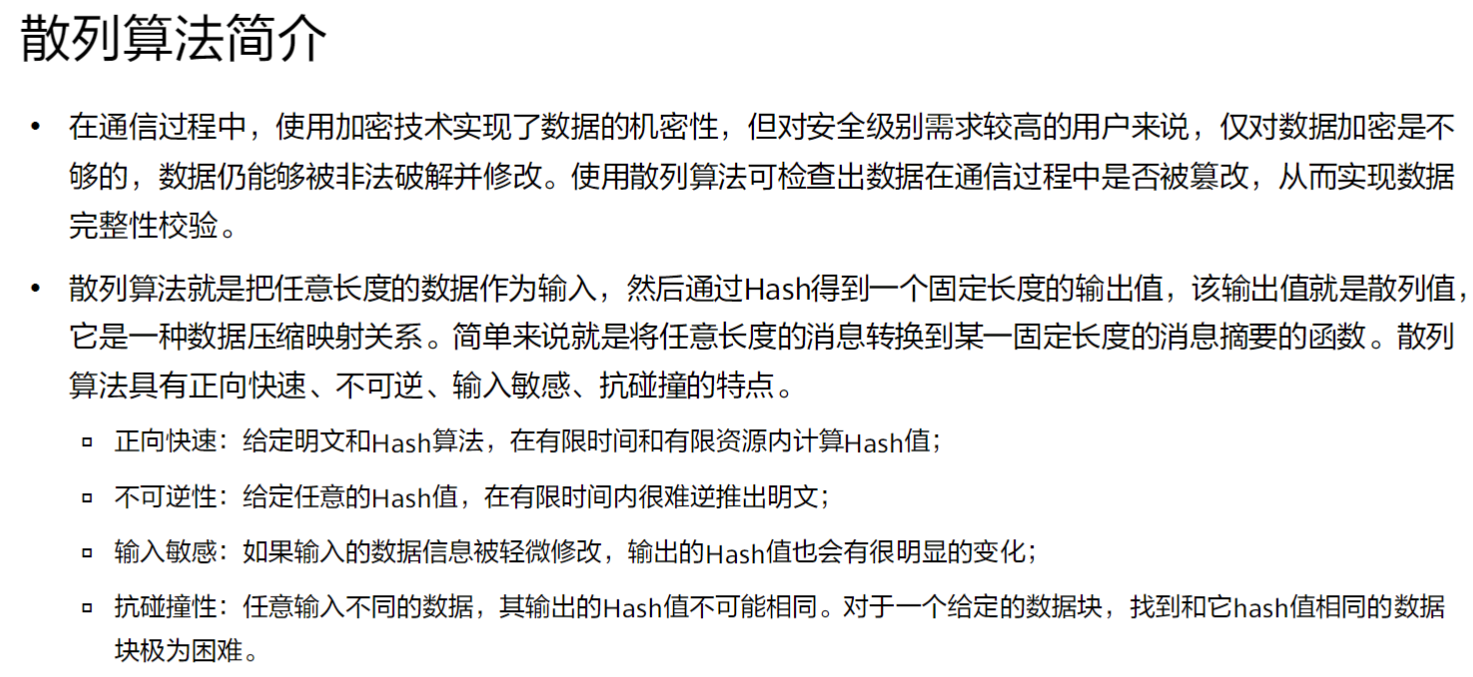 散列算法简介
• 在通信过程中，使用加密技术实现了数据的机密性，但对安全级别需求较高的用户来说，仅对数据加密是不
够的，数据仍能够被非法破解并修改。使用散列算法可检查出数据在通信过程中是否被篡改，从而实现数据
完整性校验。
• 散列算法就是把任意长度的数据作为输入，然后通过Hash得到一个固定长度的输出值，该输出值就是散列值，
它是一种数据压缩映射关系。简单来说就是将任意长度的消息转换到某一固定长度的消息摘要的函数。散列
算法具有正向快速、不可逆、输入敏感、抗碰撞的特点。
▫ 正向快速：给定明文和Hash算法，在有限时间和有限资源内计算Hash值；
▫ 不可逆性：给定任意的Hash值，在有限时间内很难逆推出明文；
▫ 输入敏感：如果输入的数据信息被轻微修改，输出的Hash值也会有很明显的变化；
▫ 抗碰撞性：任意输入不同的数据，其输出的Hash值不可能相同。对于一个给定的数据块，找到和它hash值相同的数据
块极为困难。